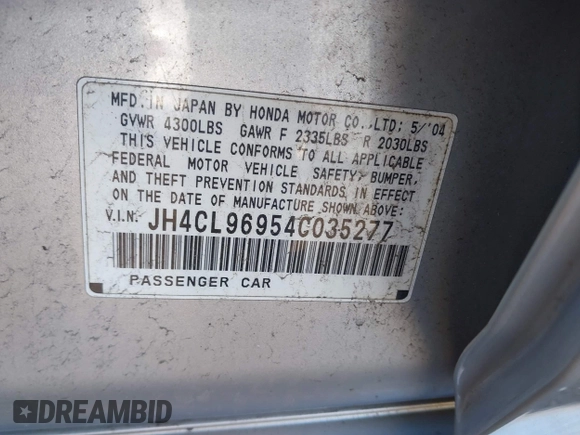 MFD. IN JAPAN BY HONDA MOTOR CO., LTD: 5/'04
GVWR 4300LBS GAWR F 2335LBS R 2030LBS
THIS VEHICLE CONFORMS TO ALL APPLICABLE
FEDERAL MOTOR VEHICLE SAFETY, BUMPER,
AND THEFT PREVENTION STANDARDS IN EFFECT
ON THE DATE OF MANUFACTURE SHOWN ABOVE:
V.I.N. JH4CL96954C035277
PASSENGER CAR
DREAMBID